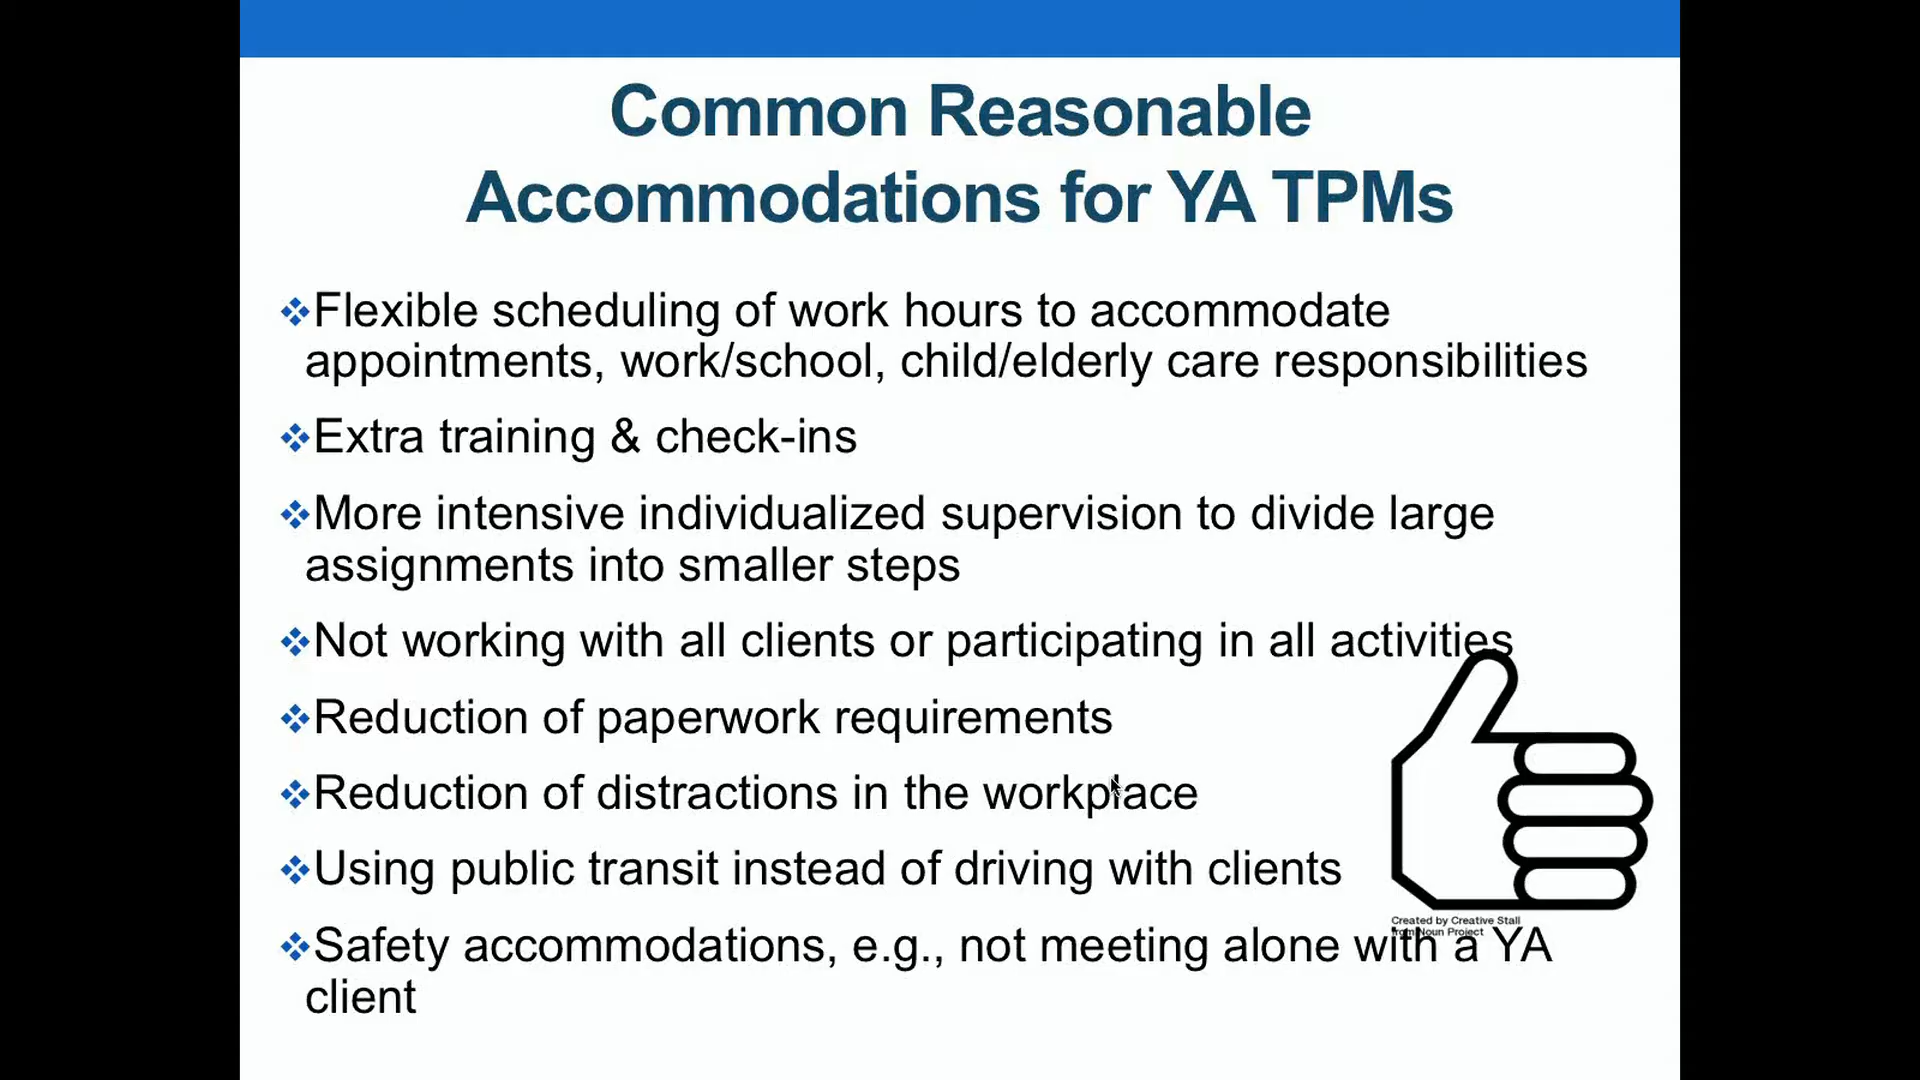 Common Reasonable
Accommodations for YA TPMs
❖Flexible scheduling of work hours to accommodate
appointments, work/school, child/elderly care responsibilities
❖Extra training & check-ins
❖More intensive individualized supervision to divide large
assignments into smaller steps
❖Not working with all clients or participating in all activities
❖Reduction of paperwork requirements
❖Reduction of distractions in the workplace
❖Using public transit instead of driving with clients
Created by Creative Stall
from Noun Project
❖Safety accommodations, e.g., not meeting alone with a YA
client